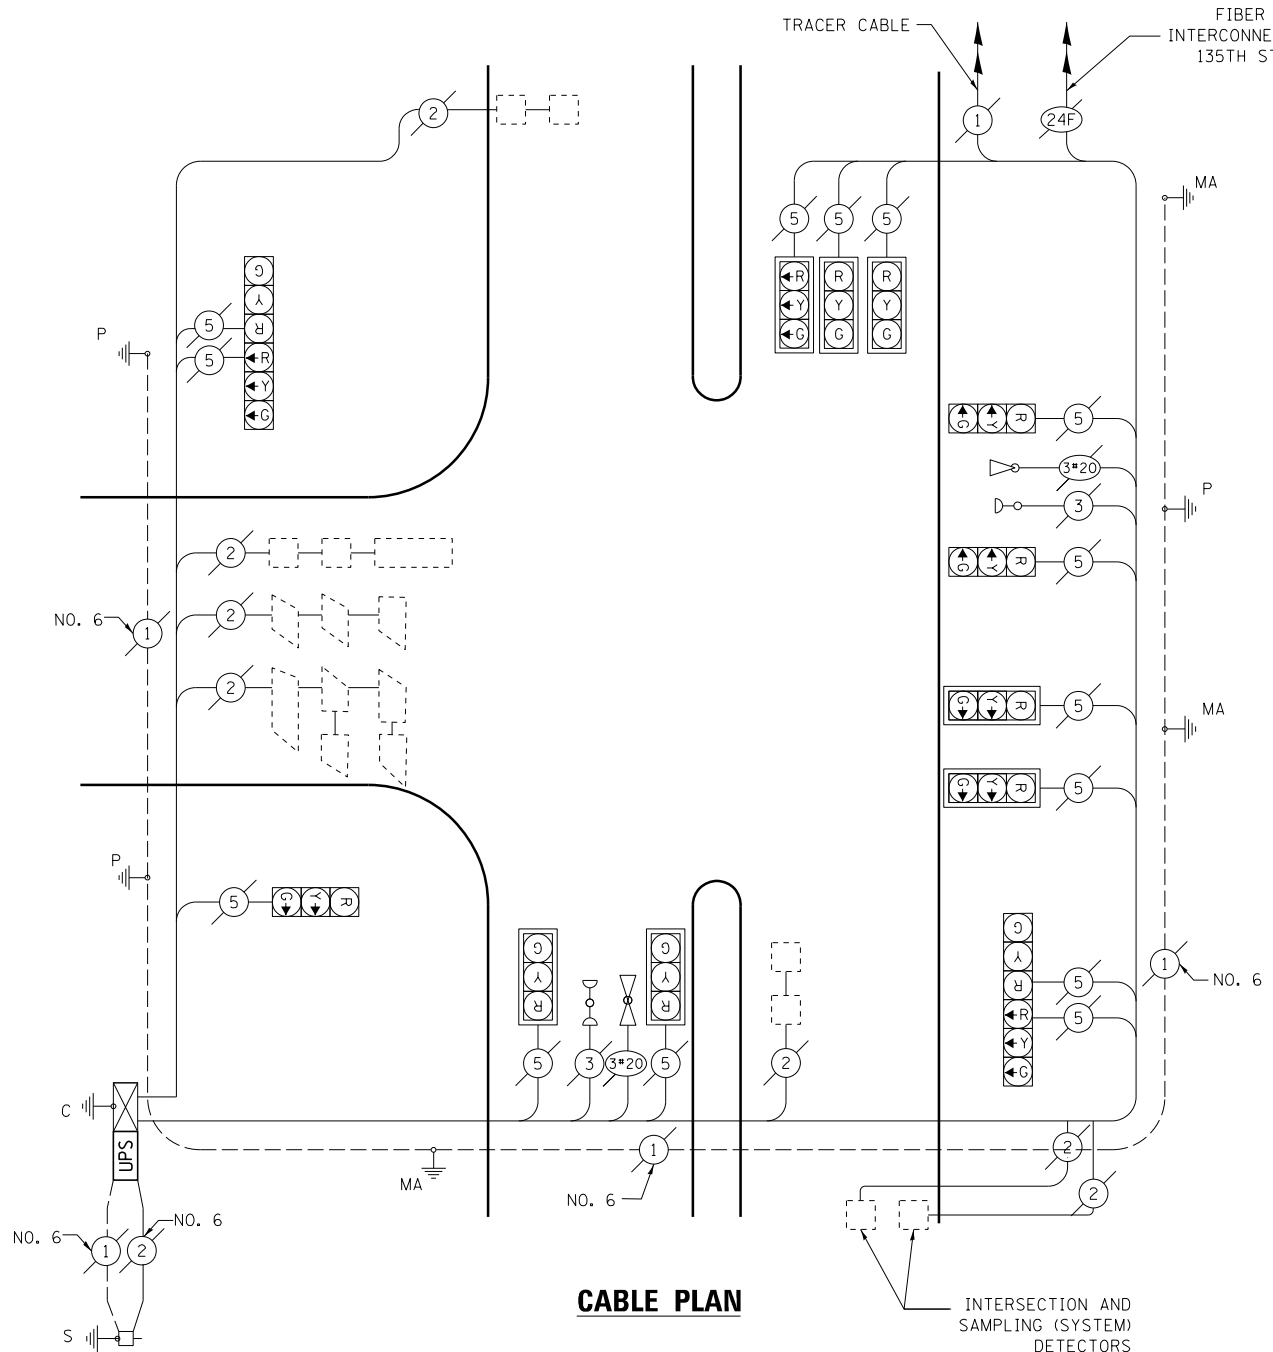 TRACER CABLE
FIBER
INTERCONNE
135TH ST
2
1
24F
MA
5 5 5
R R R
Y Y Y
G G G
G
Y
R
R
Y
G
5
5
P
G Y R 5
3#20
3
P
G Y R 5
2
2
2
NO. 6
1
G Y R 5
MA
G Y R 5
P
5 G Y R
G
Y
R
G
Y
R
5 3 3#20 5 2
G
Y
R
R
Y
G
5
5
1
NO. 6
C
UPS
MA
1
NO. 6
2
2
NO. 6
NO. 6
1 2
S
CABLE PLAN
INTERSECTION AND
SAMPLING (SYSTEM)
DETECTORS